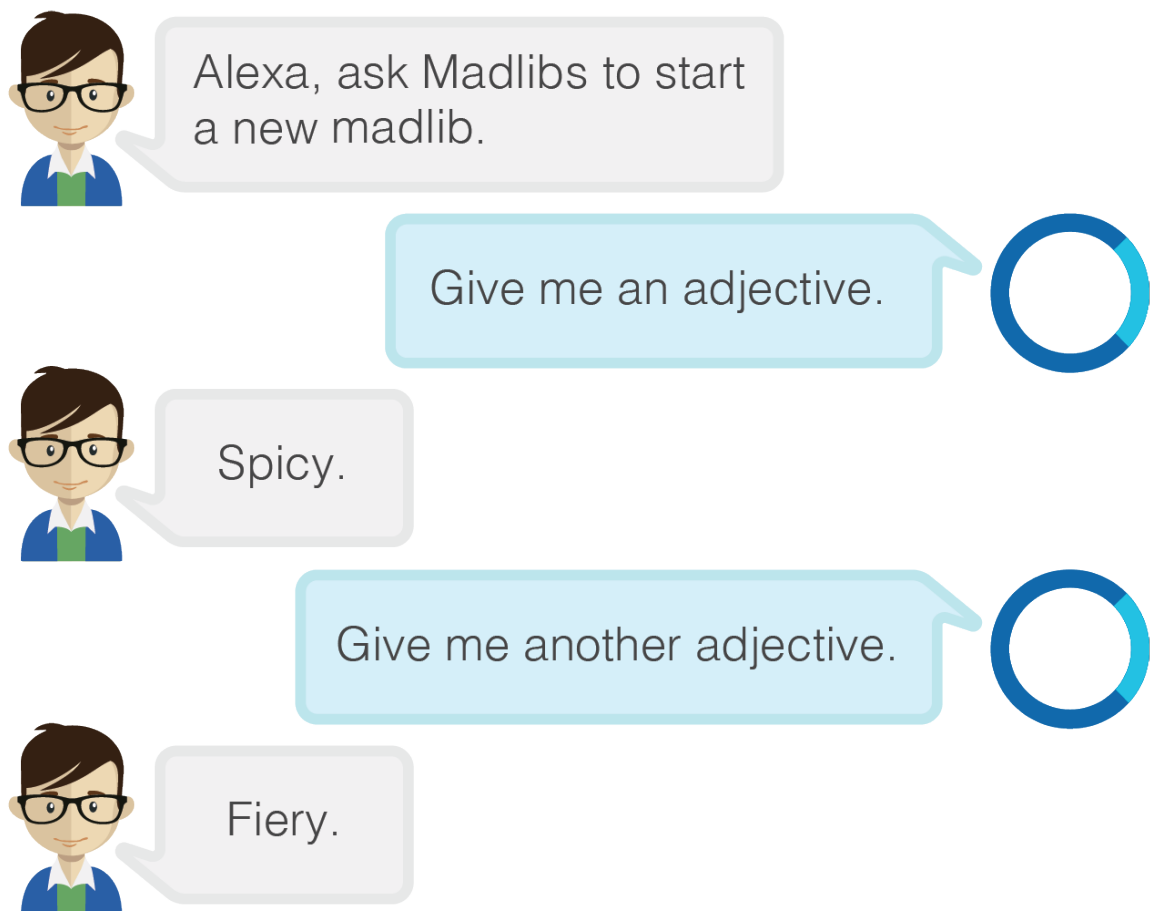 Alexa, ask Madlibs to start
a new madlib.
Give me an adjective.
Spicy.
Give me another adjective.
Fiery.